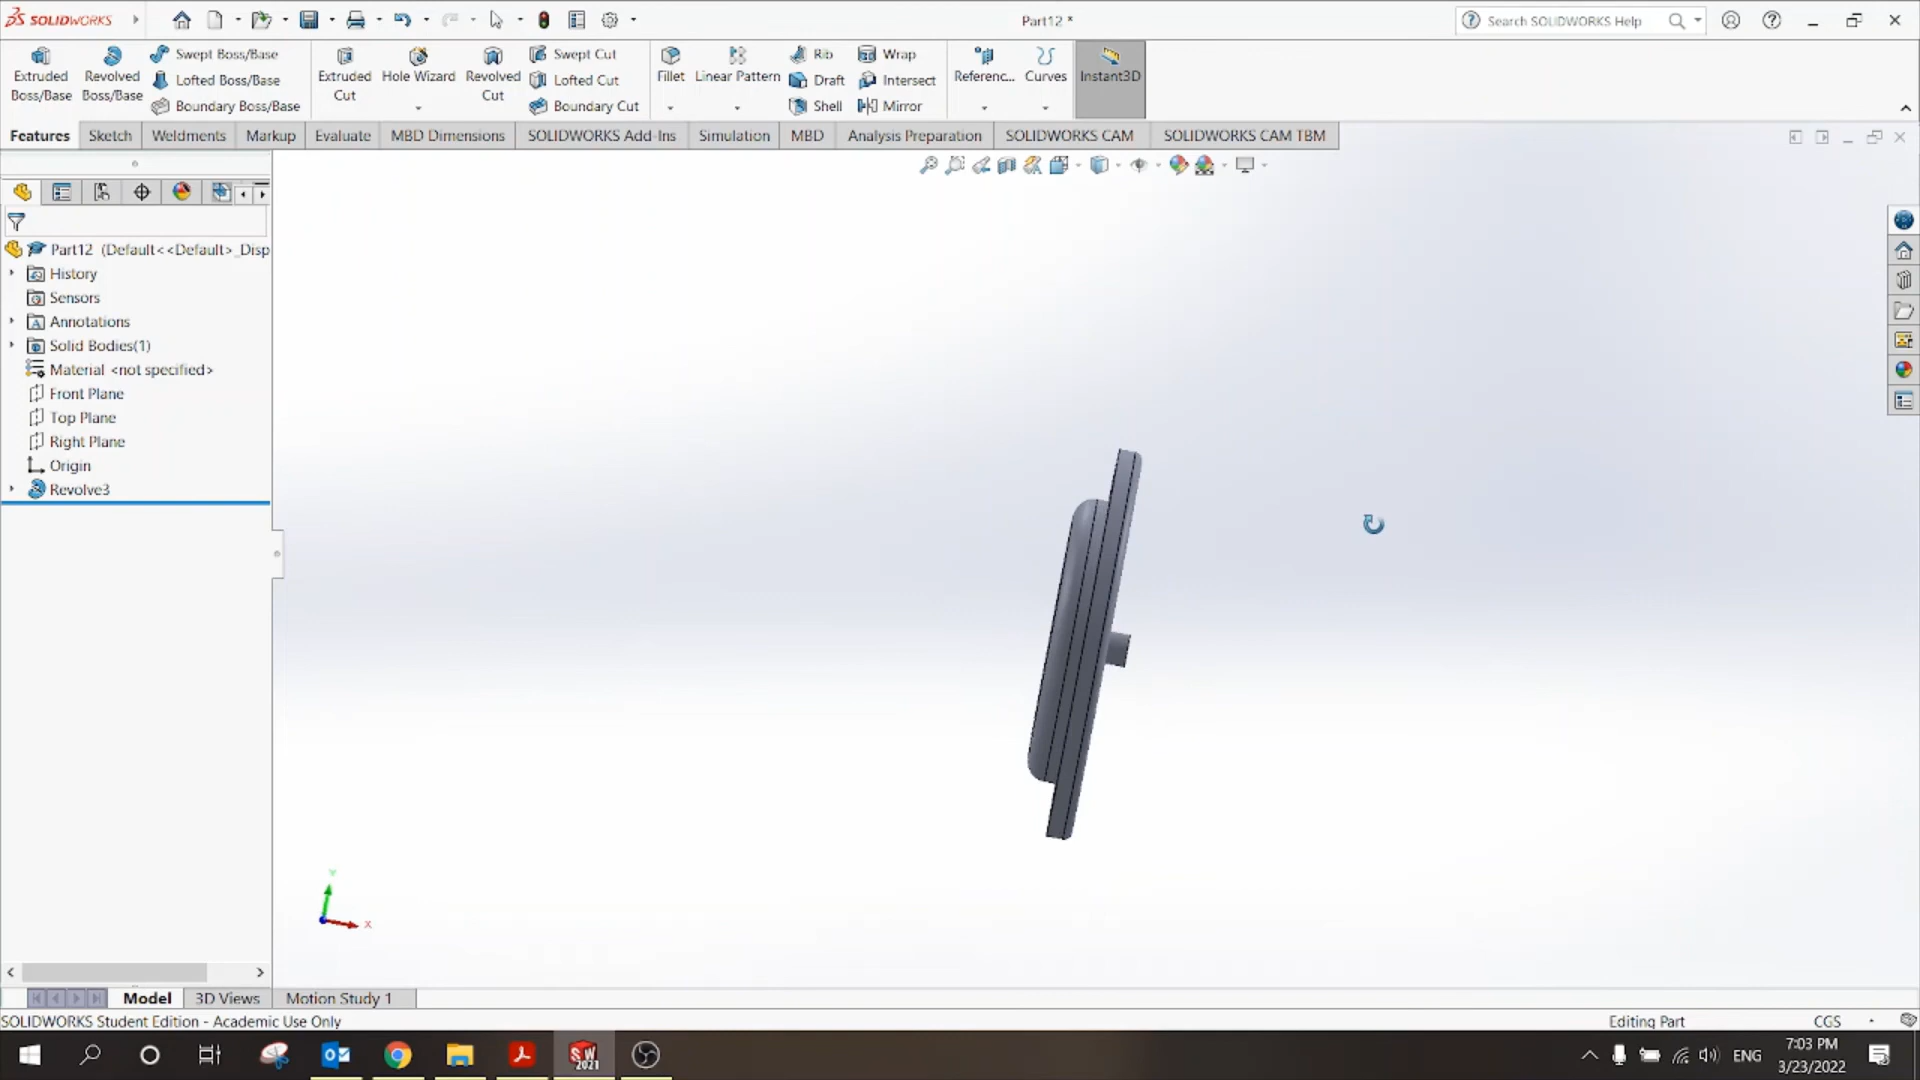 SOLIDWORKS
Part12 *
Search SOLIDWORKS Help
Extruded Boss/Base
Revolved Boss/Base
Swept Boss/Base
Lofted Boss/Base
Boundary Boss/Base
Extruded Cut
Hole Wizard
Revolved Cut
Swept Cut
Lofted Cut
Boundary Cut
Fillet
Linear Pattern
Rib
Draft
Shell
Wrap
Intersect
Mirror
Referenc...
Curves
Instant3D
Features Sketch Weldments Markup Evaluate MBD Dimensions SOLIDWORKS Add-Ins Simulation MBD Analysis Preparation SOLIDWORKS CAM SOLIDWORKS CAM TBM
Part12 (Default<<Default>_Disp
History
Sensors
Annotations
Solid Bodies(1)
Material <not specified>
Front Plane
Top Plane
Right Plane
Origin
Revolve3
Y
X
Model 3D Views Motion Study 1
SOLIDWORKS Student Edition - Academic Use Only
Editing Part
CGS
SW 2021
ENG
7:03 PM
3/23/2022